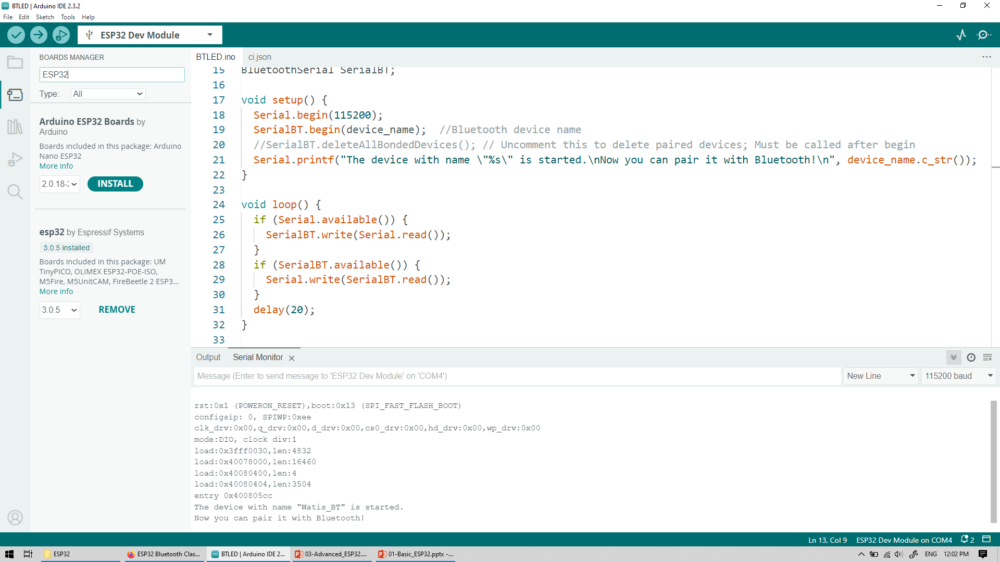 BTLED | Arduino IDE 2.3.2
File Edit Sketch Tools Help
ESP32 Dev Module
BOARDS MANAGER
ESP32
Type: All
Arduino ESP32 Boards by
Arduino
Boards included in this package: Arduino
Nano ESP32
More info
2.0.18-
INSTALL
esp32 by Espressif Systems
3.0.5 installed
Boards included in this package: UM
TinyPICO, OLIMEX ESP32-POE-ISO,
M5Fire, M5UnitCAM, FireBeetle 2 ESP3...
More info
3.0.5
REMOVE
BTLED.ino ci.json
15 BluetoothSerial SerialBT;
16
17 void setup() {
18 Serial.begin(115200);
19 SerialBT.begin(device_name); //Bluetooth device name
20 //SerialBT.deleteAllBondedDevices(); // Uncomment this to delete paired devices; Must be called after begin
21 Serial.printf("The device with name \"%s\" is started.\nNow you can pair it with Bluetooth!\n", device_name.c_str());
22 }
23
24 void loop() {
25 if (Serial.available()) {
26 SerialBT.write(Serial.read());
27 }
28 if (SerialBT.available()) {
29 Serial.write(SerialBT.read());
30 }
31 delay(20);
32 }
33
Output Serial Monitor
Message (Enter to send message to 'ESP32 Dev Module' on 'COM4')
New Line
115200 baud
rst:0x1 (POWERON_RESET),boot:0x13 (SPI_FAST_FLASH_BOOT)
configsip: 0, SPIWP:0xee
clk_drv:0x00,q_drv:0x00,d_drv:0x00,cs0_drv:0x00,hd_drv:0x00,wp_drv:0x00
mode:DIO, clock div:1
load:0x3fff0030,len:4832
load:0x40078000,len:16460
load:0x40080400,len:4
load:0x40080404,len:3504
entry 0x400805cc
The device with name "Watis_BT" is started.
Now you can pair it with Bluetooth!
Ln 13, Col 9 ESP32 Dev Module on COM4 2
ESP32
ESP32 Bluetooth Clas...
BTLED | Arduino IDE 2...
03-Advanced_ESP32....
01-Basic_ESP32.pptx -...
ENG 12:02 PM